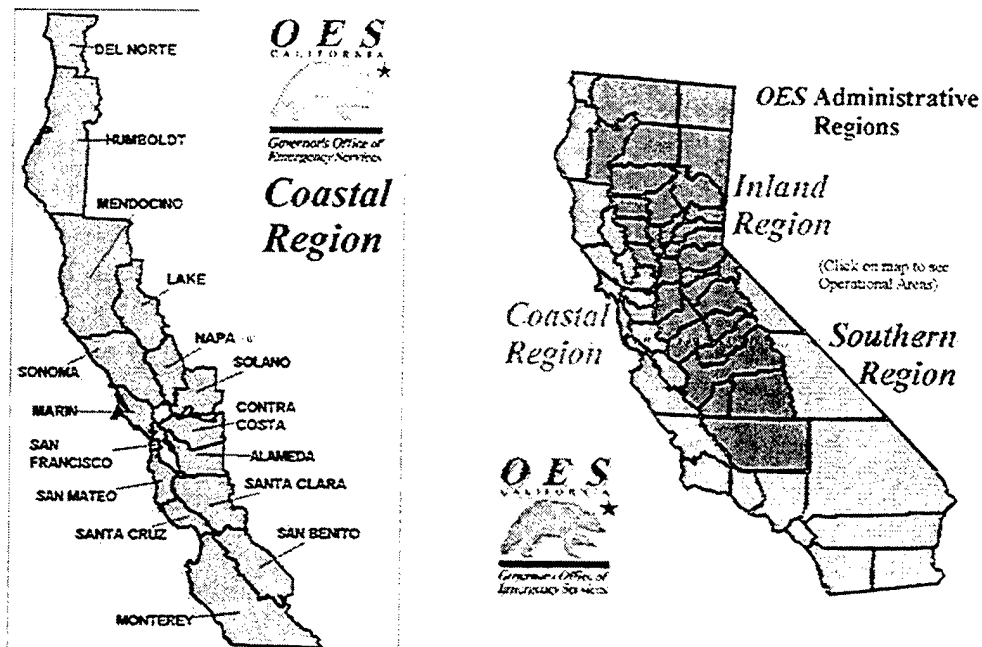 DEL NORTE
HUMBOLDT
MENDOCINO
LAKE
NAPA
SOLANO
SONOMA
MARIN
CONTRA
COSTA
SAN
FRANCISCO
ALAMEDA
SAN MATEO
SANTA CLARA
SANTA CRUZ
SAN BENITO
MONTEREY
OES
CALIFORNIA
Governor's Office of
Emergency Services
Coastal
Region
OES Administrative
Regions
Inland
Region
(Click on map to see
Operational Areas)
Coastal
Region
Southern
Region
OES
CALIFORNIA
Governor's Office of
Emergency Services